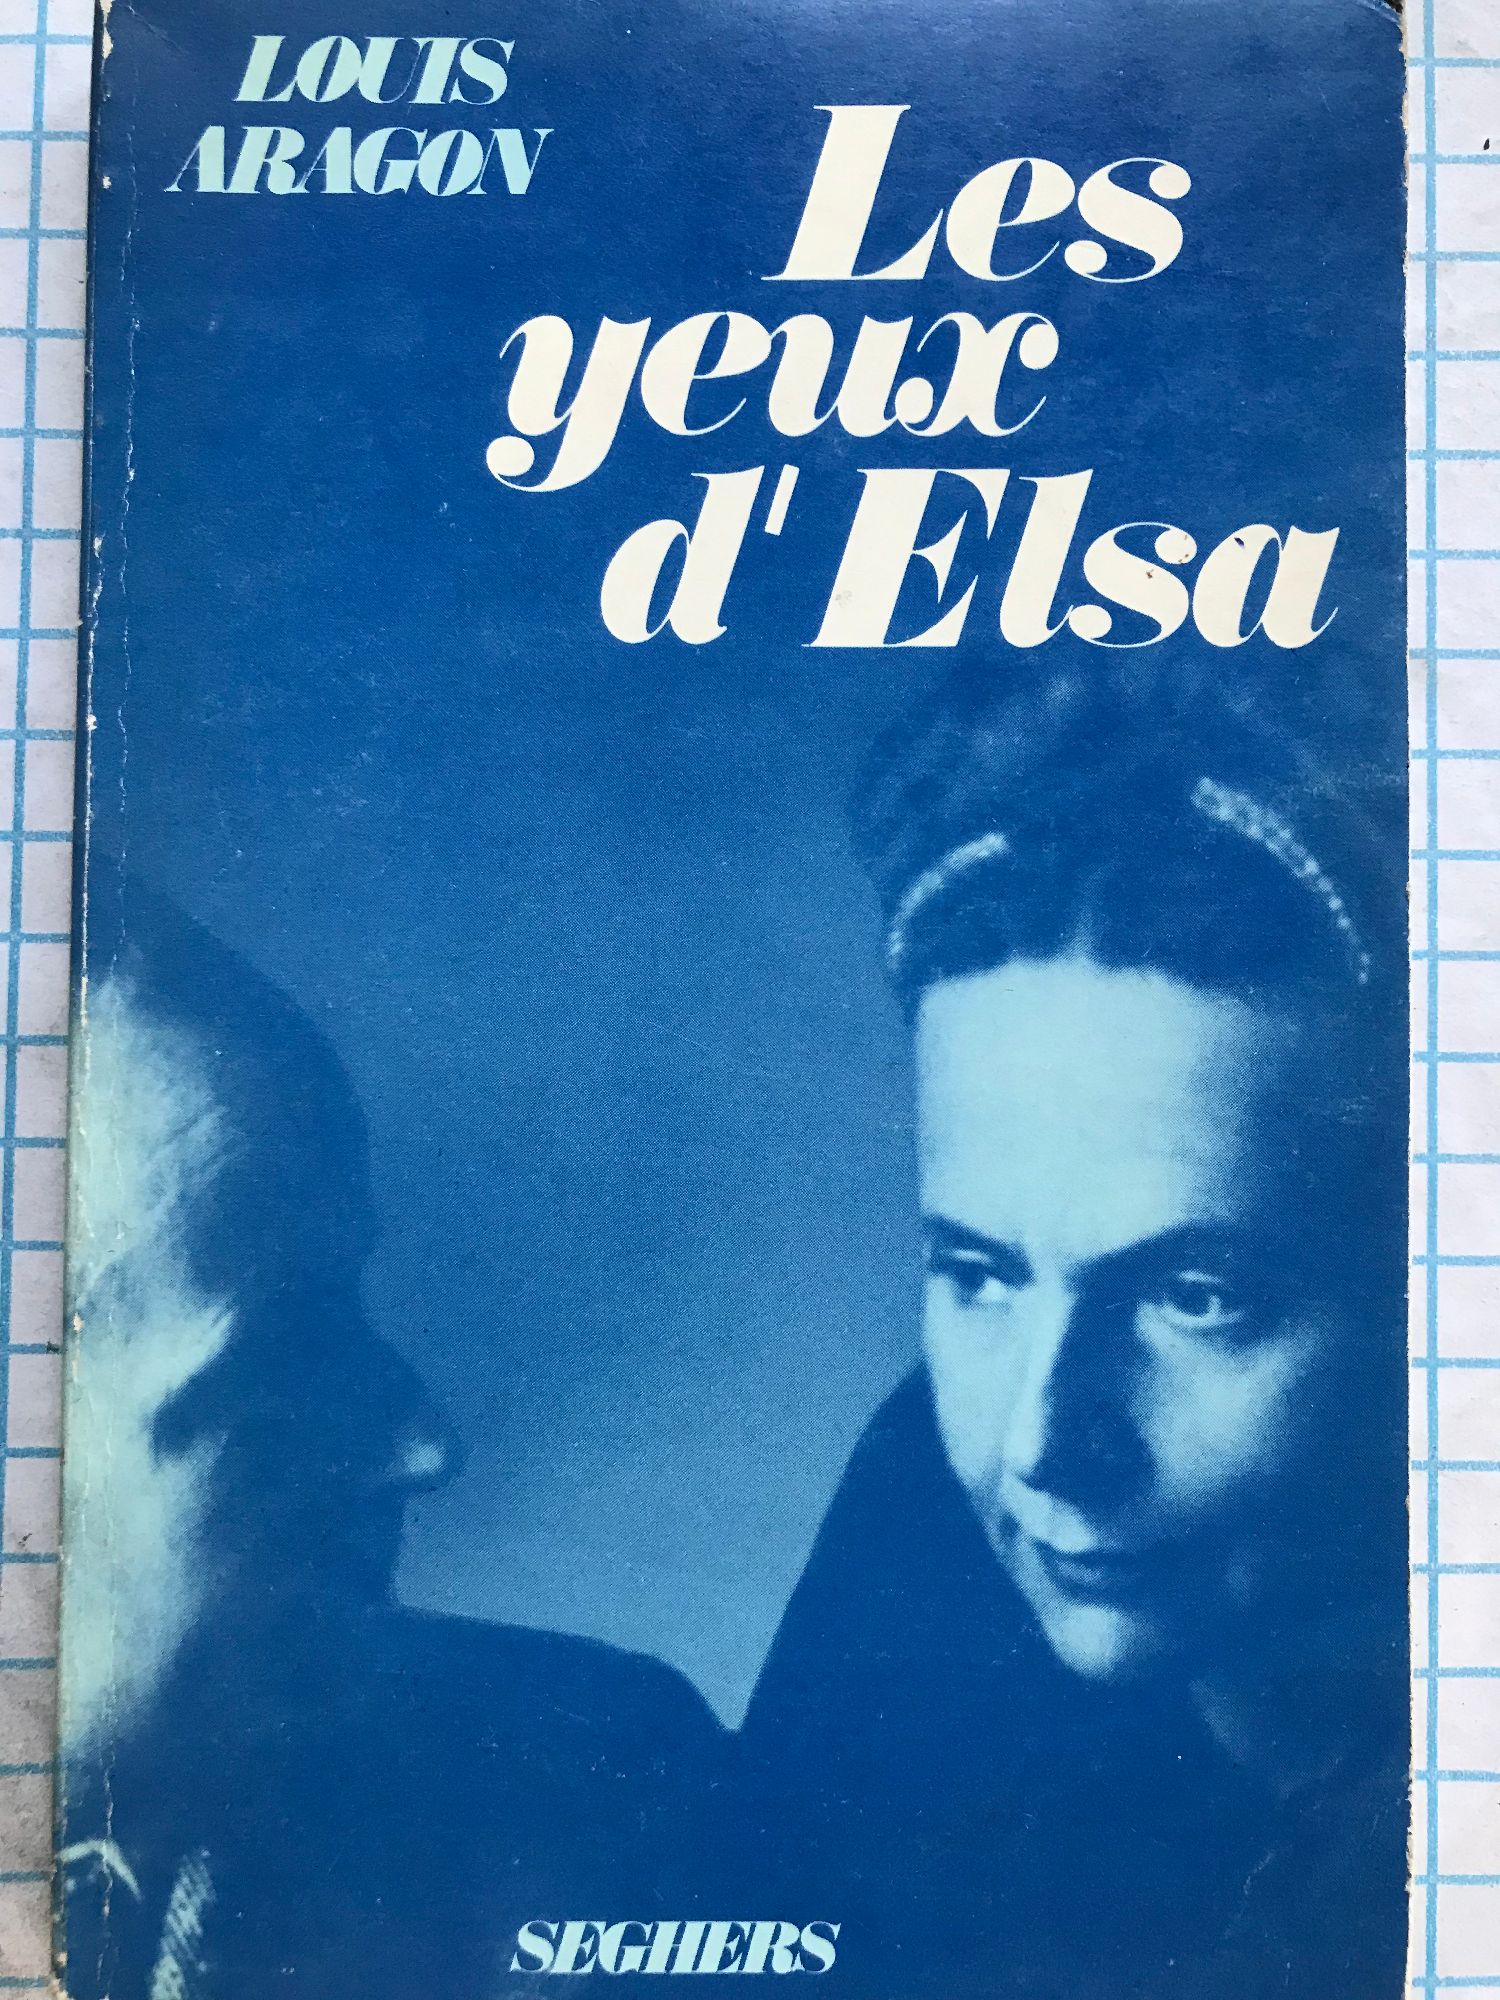 LOUIS
ARAGON
Les
yeux
d'Elsa
SEGHERS